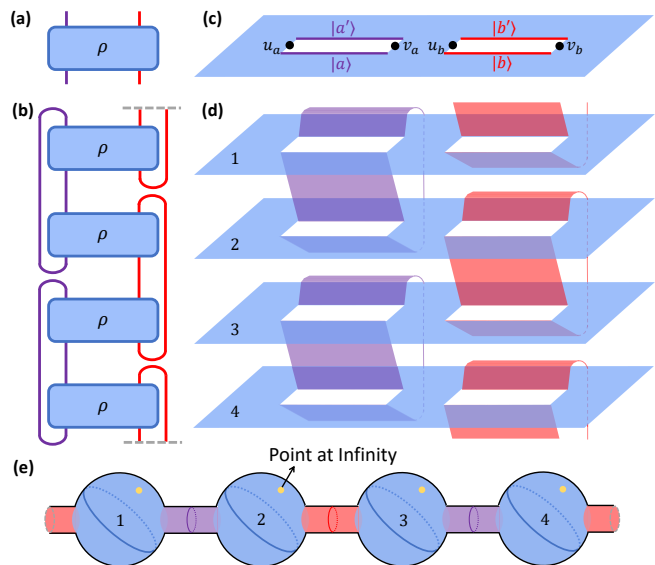 (a)
ρ
(b)
ρ
ρ
ρ
ρ
(c)
|a′⟩
|b′⟩
u_a
v_a
u_b
v_b
|a⟩
|b⟩
(d)
1
2
3
4
(e)
Point at Infinity
1
2
3
4